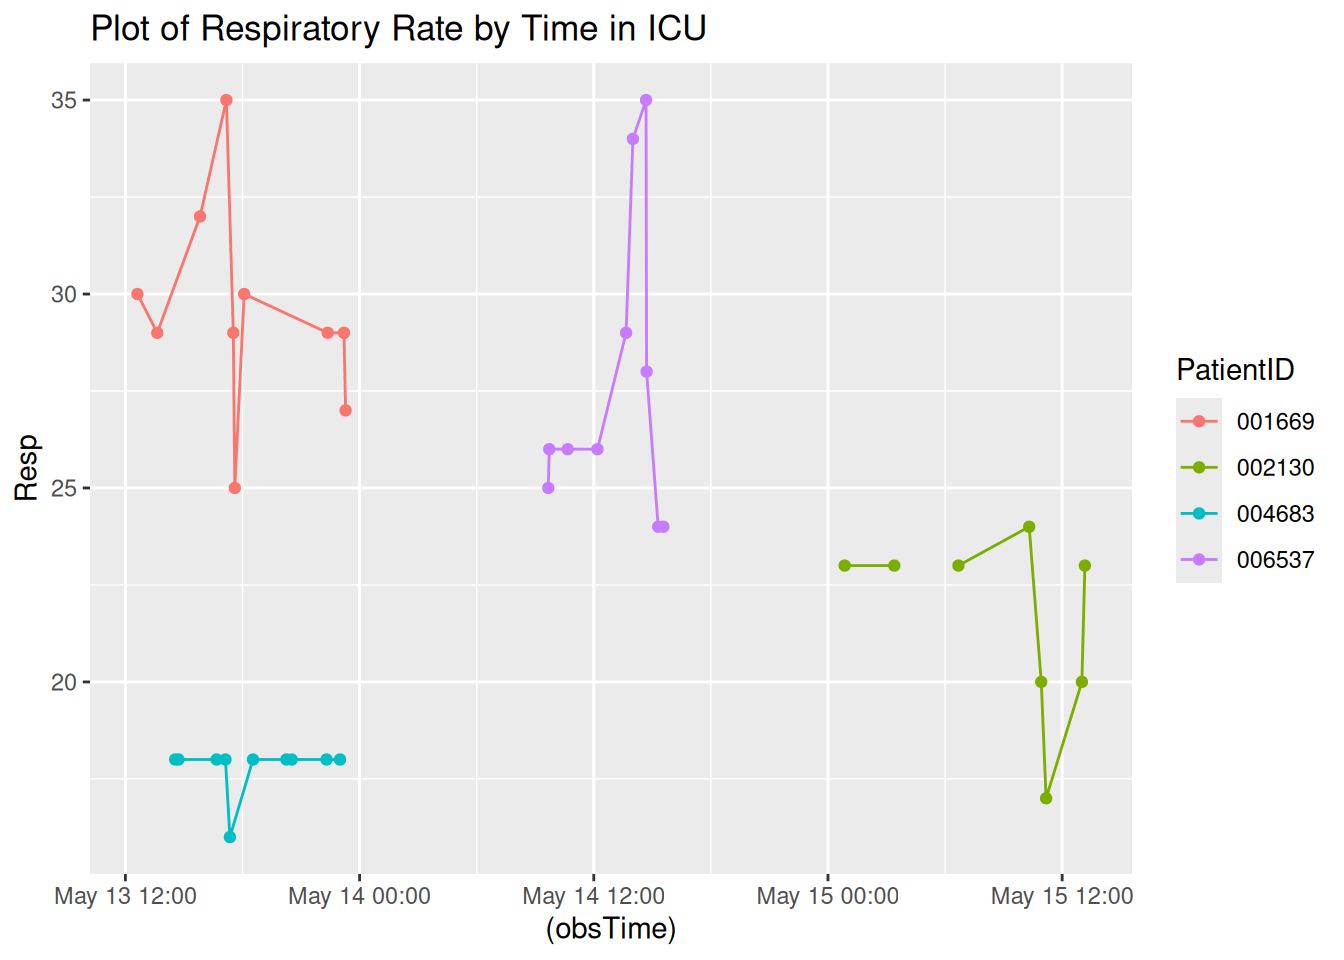 Plot of Respiratory Rate by Time in ICU
35
30
25
20
Resp
May 13 12:00 May 14 00:00 May 14 12:00 May 15 00:00 May 15 12:00
(obsTime)
PatientID
001669
002130
004683
006537